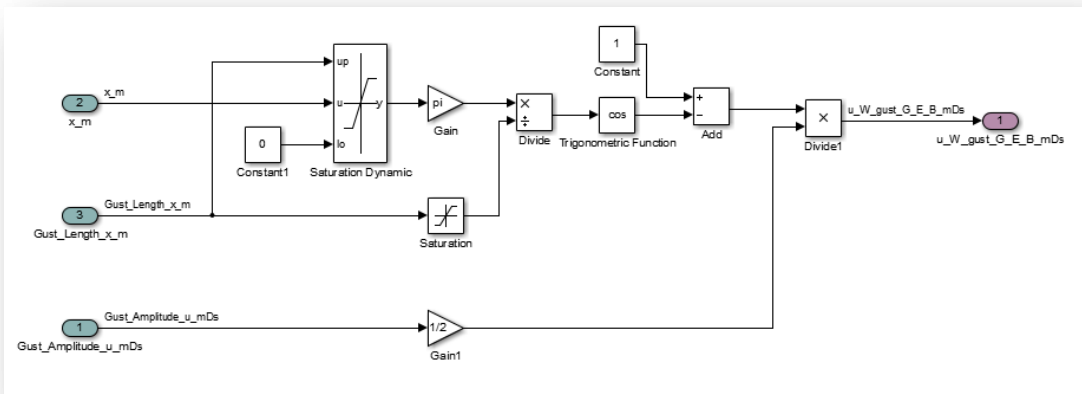 1
Constant
up
2
x_m
x_m
u
y
pi
Gain
×
÷
Divide
cos
Trigonometric Function
+
−
Add
×
Divide1
u_W_gust_G_E_B_mDs
1
u_W_gust_G_E_B_mDs
0
Constant1
lo
Saturation Dynamic
3
Gust_Length_x_m
Gust_Length_x_m
Saturation
1
Gust_Amplitude_u_mDs
Gust_Amplitude_u_mDs
1/2
Gain1